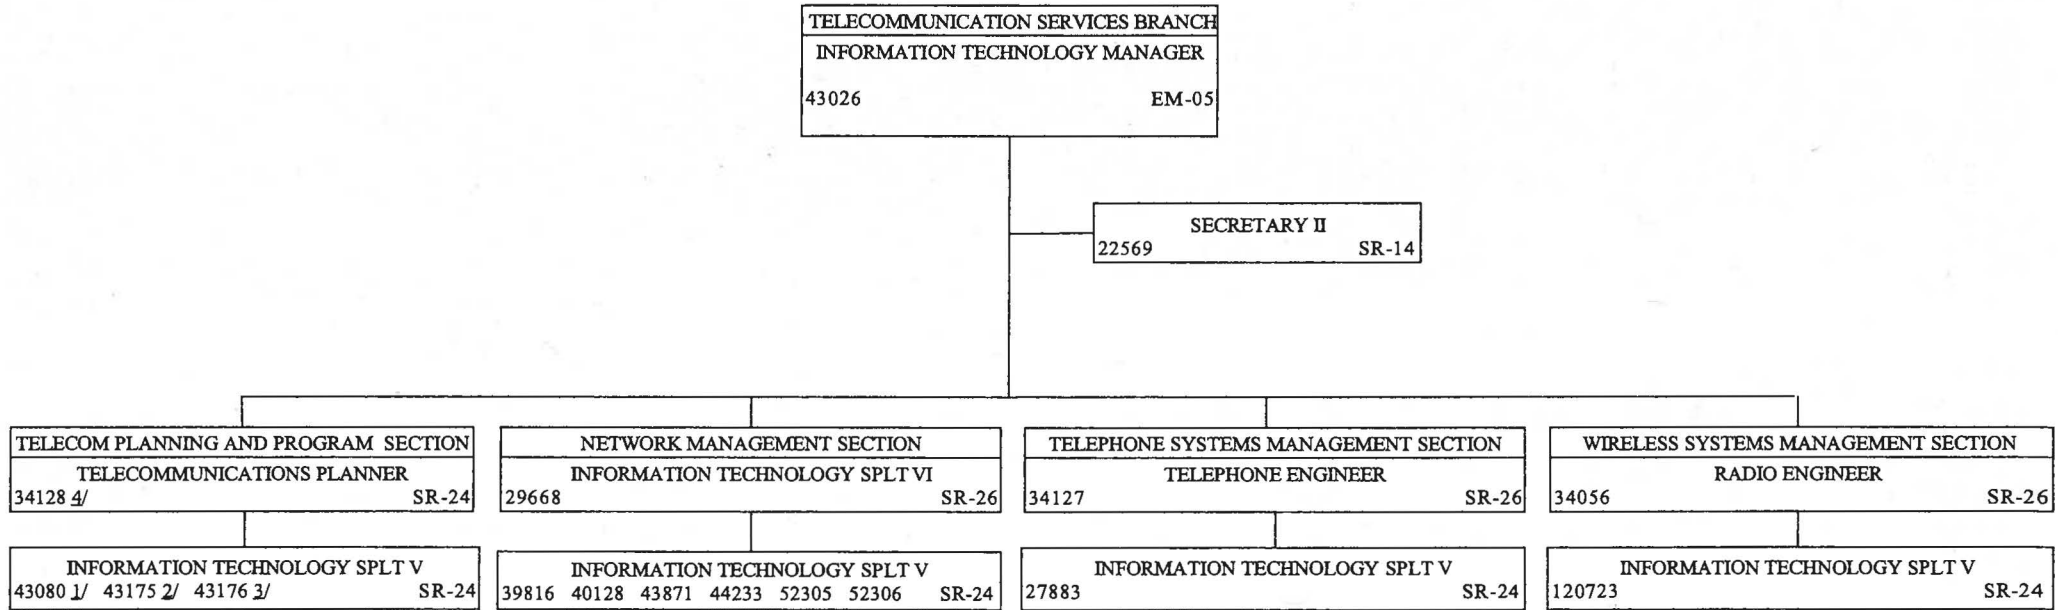 TELECOMMUNICATION SERVICES BRANCH
INFORMATION TECHNOLOGY MANAGER
43026 EM-05
SECRETARY II
22569 SR-14
TELECOM PLANNING AND PROGRAM SECTION
TELECOMMUNICATIONS PLANNER
34128 4/ SR-24
INFORMATION TECHNOLOGY SPLT V
43080 1/ 43175 2/ 43176 3/ SR-24
NETWORK MANAGEMENT SECTION
INFORMATION TECHNOLOGY SPLT VI
29668 SR-26
INFORMATION TECHNOLOGY SPLT V
39816 40128 43871 44233 52305 52306 SR-24
TELEPHONE SYSTEMS MANAGEMENT SECTION
TELEPHONE ENGINEER
34127 SR-26
INFORMATION TECHNOLOGY SPLT V
27883 SR-24
WIRELESS SYSTEMS MANAGEMENT SECTION
RADIO ENGINEER
34056 SR-26
INFORMATION TECHNOLOGY SPLT V
120723 SR-24